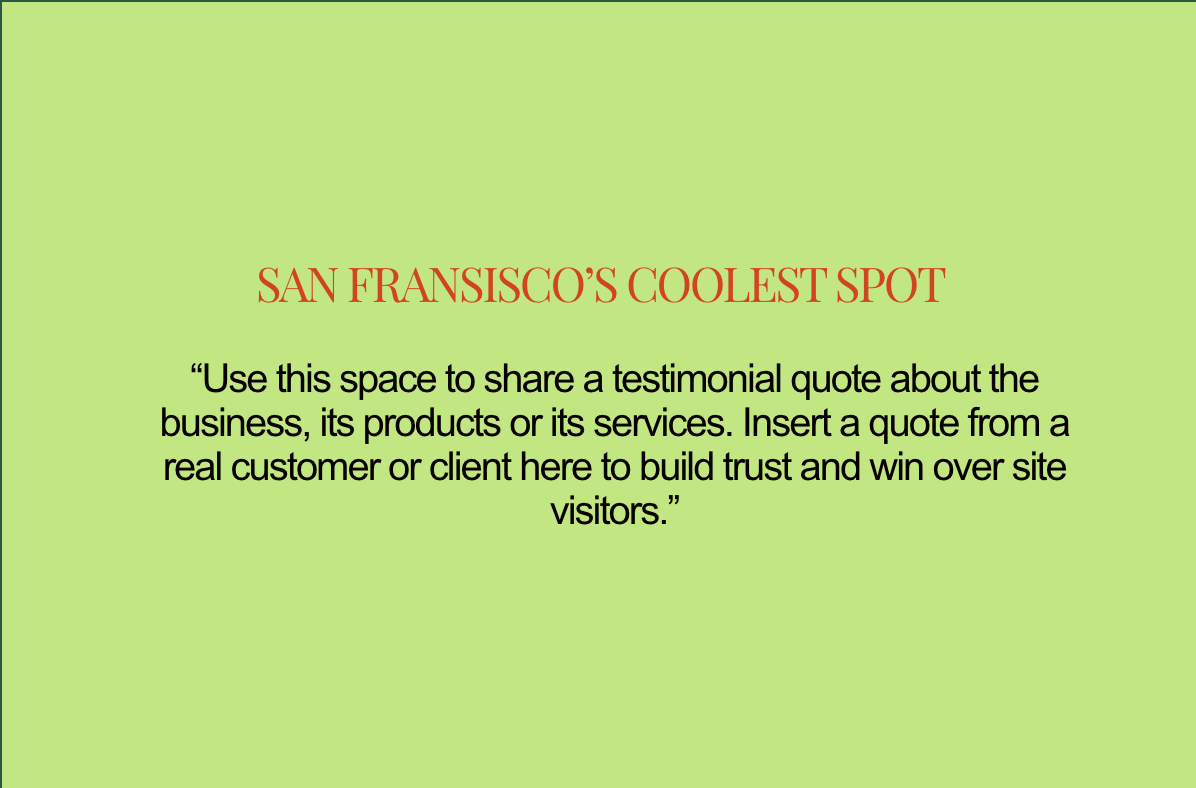 SAN FRANSISCO’S COOLEST SPOT
“Use this space to share a testimonial quote about the
business, its products or its services. Insert a quote from a
real customer or client here to build trust and win over site
visitors.”